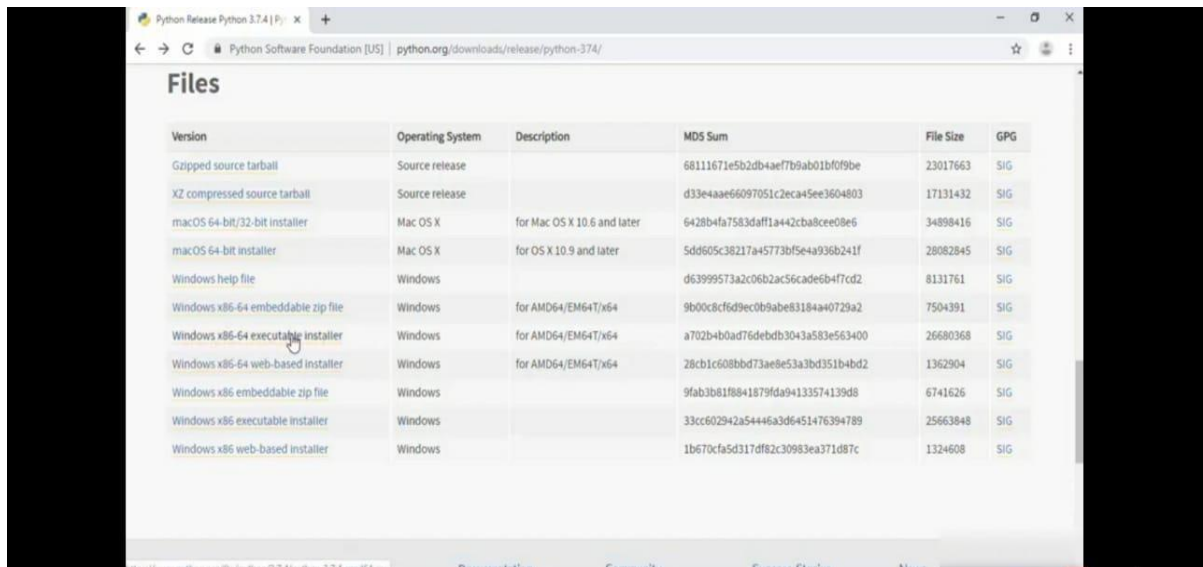 Python Release Python 3.7.4 | Py
Python Software Foundation [US] | python.org/downloads/release/python-374/
Files
Version Operating System Description MD5 Sum File Size GPG
Gzipped source tarball Source release 68111671e5b2db4aef7b9ab01bf0f9be 23017663 SIG
XZ compressed source tarball Source release d33e4aae66097051c2eca45ee3604803 17131432 SIG
macOS 64-bit/32-bit installer Mac OS X for Mac OS X 10.6 and later 6428b4fa7583daff1a442cba8cee08e6 34898416 SIG
macOS 64-bit installer Mac OS X for OS X 10.9 and later 5dd605c38217a45773bf5e4a936b241f 28082845 SIG
Windows help file Windows d63999573a2c06b2ac56cade6b4f7cd2 8131761 SIG
Windows x86-64 embeddable zip file Windows for AMD64/EM64T/x64 9b00c8cf6d9ec0b9abe83184a40729a2 7504391 SIG
Windows x86-64 executable installer Windows for AMD64/EM64T/x64 a702b4b0ad76debdb3043a583e563400 26680368 SIG
Windows x86-64 web-based installer Windows for AMD64/EM64T/x64 28cb1c608bbd73ae8e53a3bd351b4bd2 1362904 SIG
Windows x86 embeddable zip file Windows 9fab3b81f8841879fda94133574139d8 6741626 SIG
Windows x86 executable installer Windows 33cc602942a54446a3d6451476394789 25663848 SIG
Windows x86 web-based installer Windows 1b670cfa5d317df82c30983ea371d87c 1324608 SIG